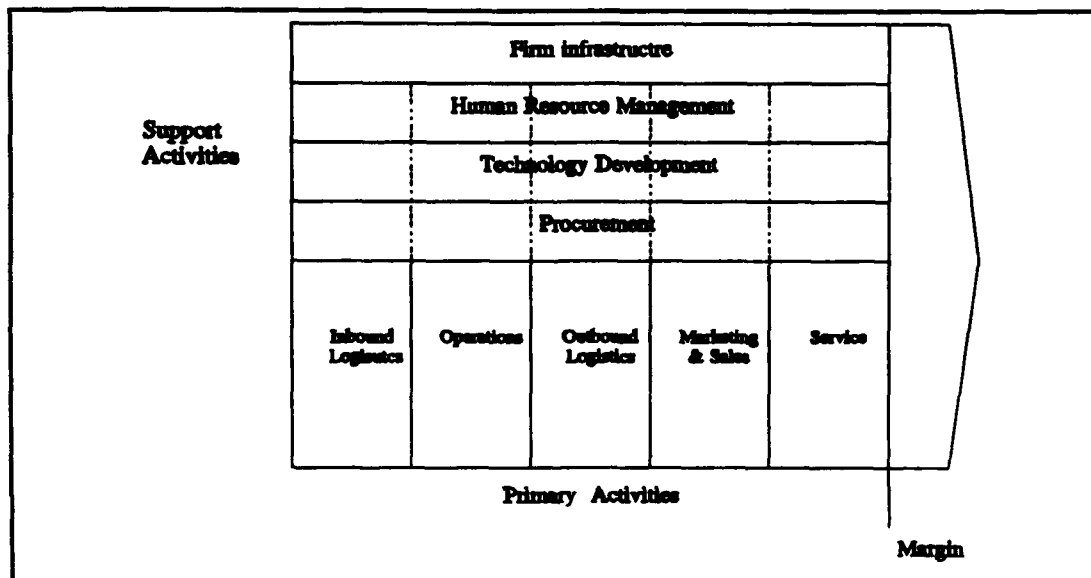 Firm infrastructre
Human Resource Management
Support
Activities
Technology Development
Procurement
Inbound
Logisutcs
Operations
Outbound
Logistics
Marketing
& Sales
Service
Primary Activities
Margin